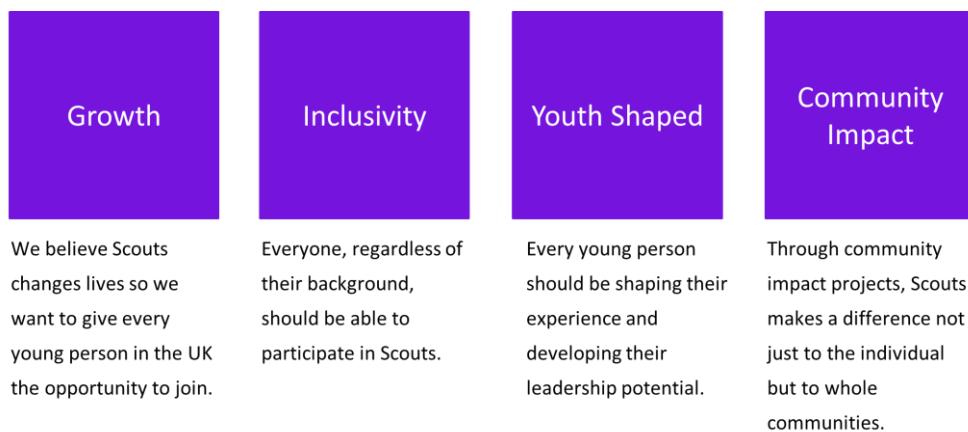 Growth
We believe Scouts
changes lives so we
want to give every
young person in the UK
the opportunity to join.
Inclusivity
Everyone, regardless of
their background,
should be able to
participate in Scouts.
Youth Shaped
Every young person
should be shaping their
experience and
developing their
leadership potential.
Community
Impact
Through community
impact projects, Scouts
makes a difference not
just to the individual
but to whole
communities.